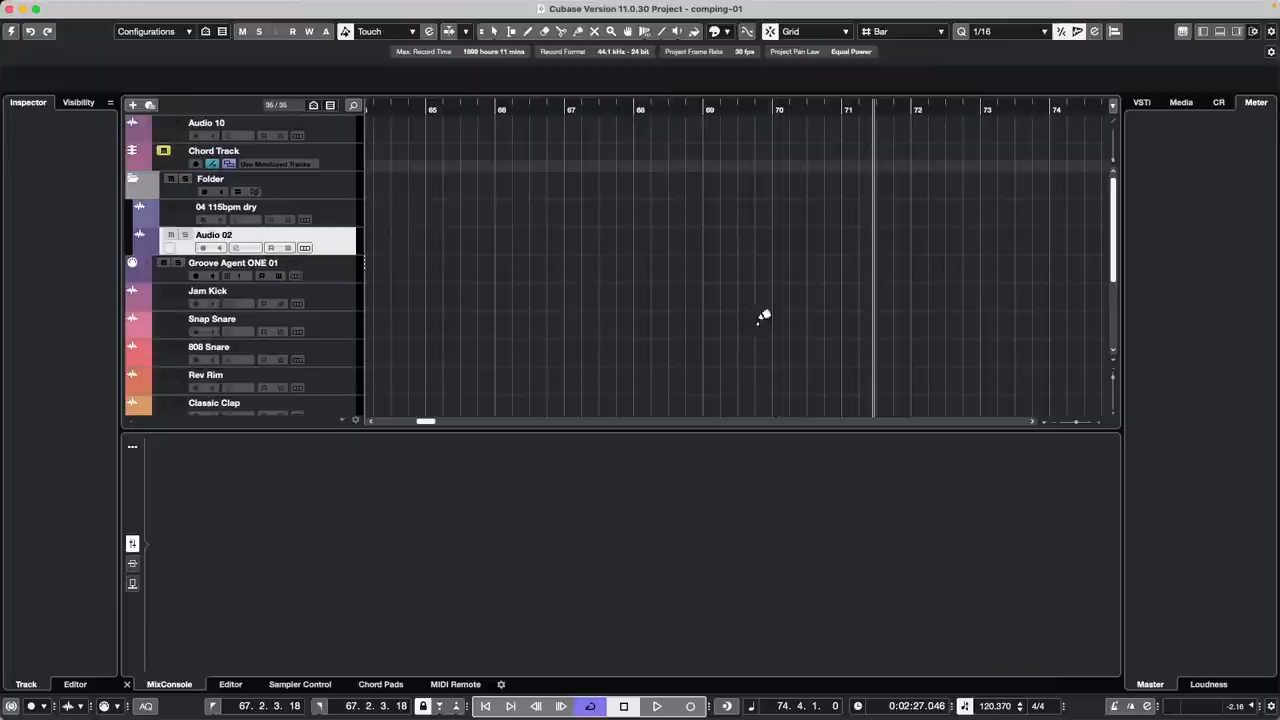 Cubase Version 11.0.30 Project - comping-01
Configurations M S L R W A Touch Grid Bar Q 1/16
Max. Record Time 1699 hours 11 mins Record Format 44.1 kHz - 24 bit Project Frame Rate 30 fps Project Pan Law Equal Power
Inspector Visibility 35 / 35 65 66 67 68 69 70 71 72 73 74 VSTi Media CR Meter
Audio 10
R
m Chord Track
Use Monitored Tracks
m S Folder
04 115bpm dry
m S Audio 02
e R
m S Groove Agent ONE 01
R
Jam Kick
Snap Snare
808 Snare
Rev Rim
Classic Clap
Track Editor MixConsole Editor Sampler Control Chord Pads MIDI Remote Master Loudness
AQ 67. 2. 3. 18 67. 2. 3. 18 74. 4. 1. 0 0:02:27.046 120.370 4/4 -2.16